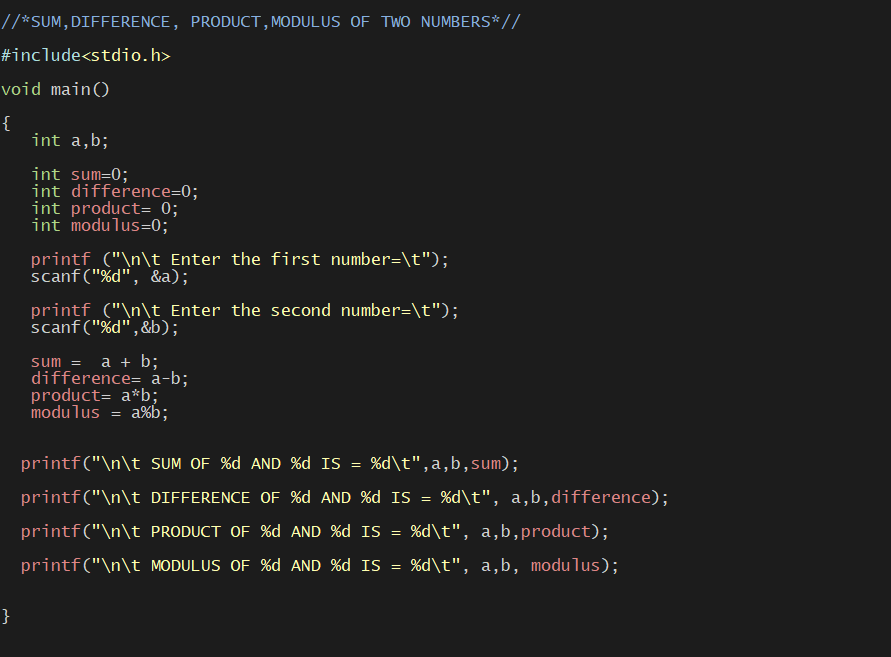 //*SUM,DIFFERENCE, PRODUCT,MODULUS OF TWO NUMBERS*//
#include<stdio.h>
void main()
{
int a,b;
int sum=0;
int difference=0;
int product= 0;
int modulus=0;
printf ("\n\t Enter the first number=\t");
scanf("%d", &a);
printf ("\n\t Enter the second number=\t");
scanf("%d",&b);
sum =  a + b;
difference= a-b;
product= a*b;
modulus = a%b;
printf("\n\t SUM OF %d AND %d IS = %d\t",a,b,sum);
printf("\n\t DIFFERENCE OF %d AND %d IS = %d\t", a,b,difference);
printf("\n\t PRODUCT OF %d AND %d IS = %d\t", a,b,product);
printf("\n\t MODULUS OF %d AND %d IS = %d\t", a,b, modulus);
}